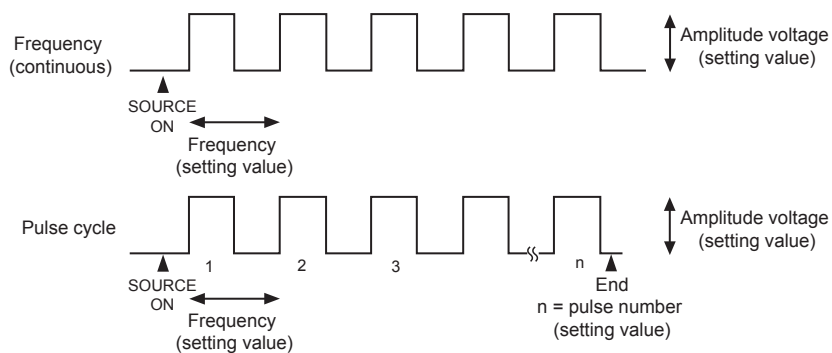 Frequency
(continuous)
Amplitude voltage
(setting value)
SOURCE
ON
Frequency
(setting value)
Pulse cycle
Amplitude voltage
(setting value)
1
2
3
n
SOURCE
ON
End
Frequency
(setting value)
n = pulse number
(setting value)